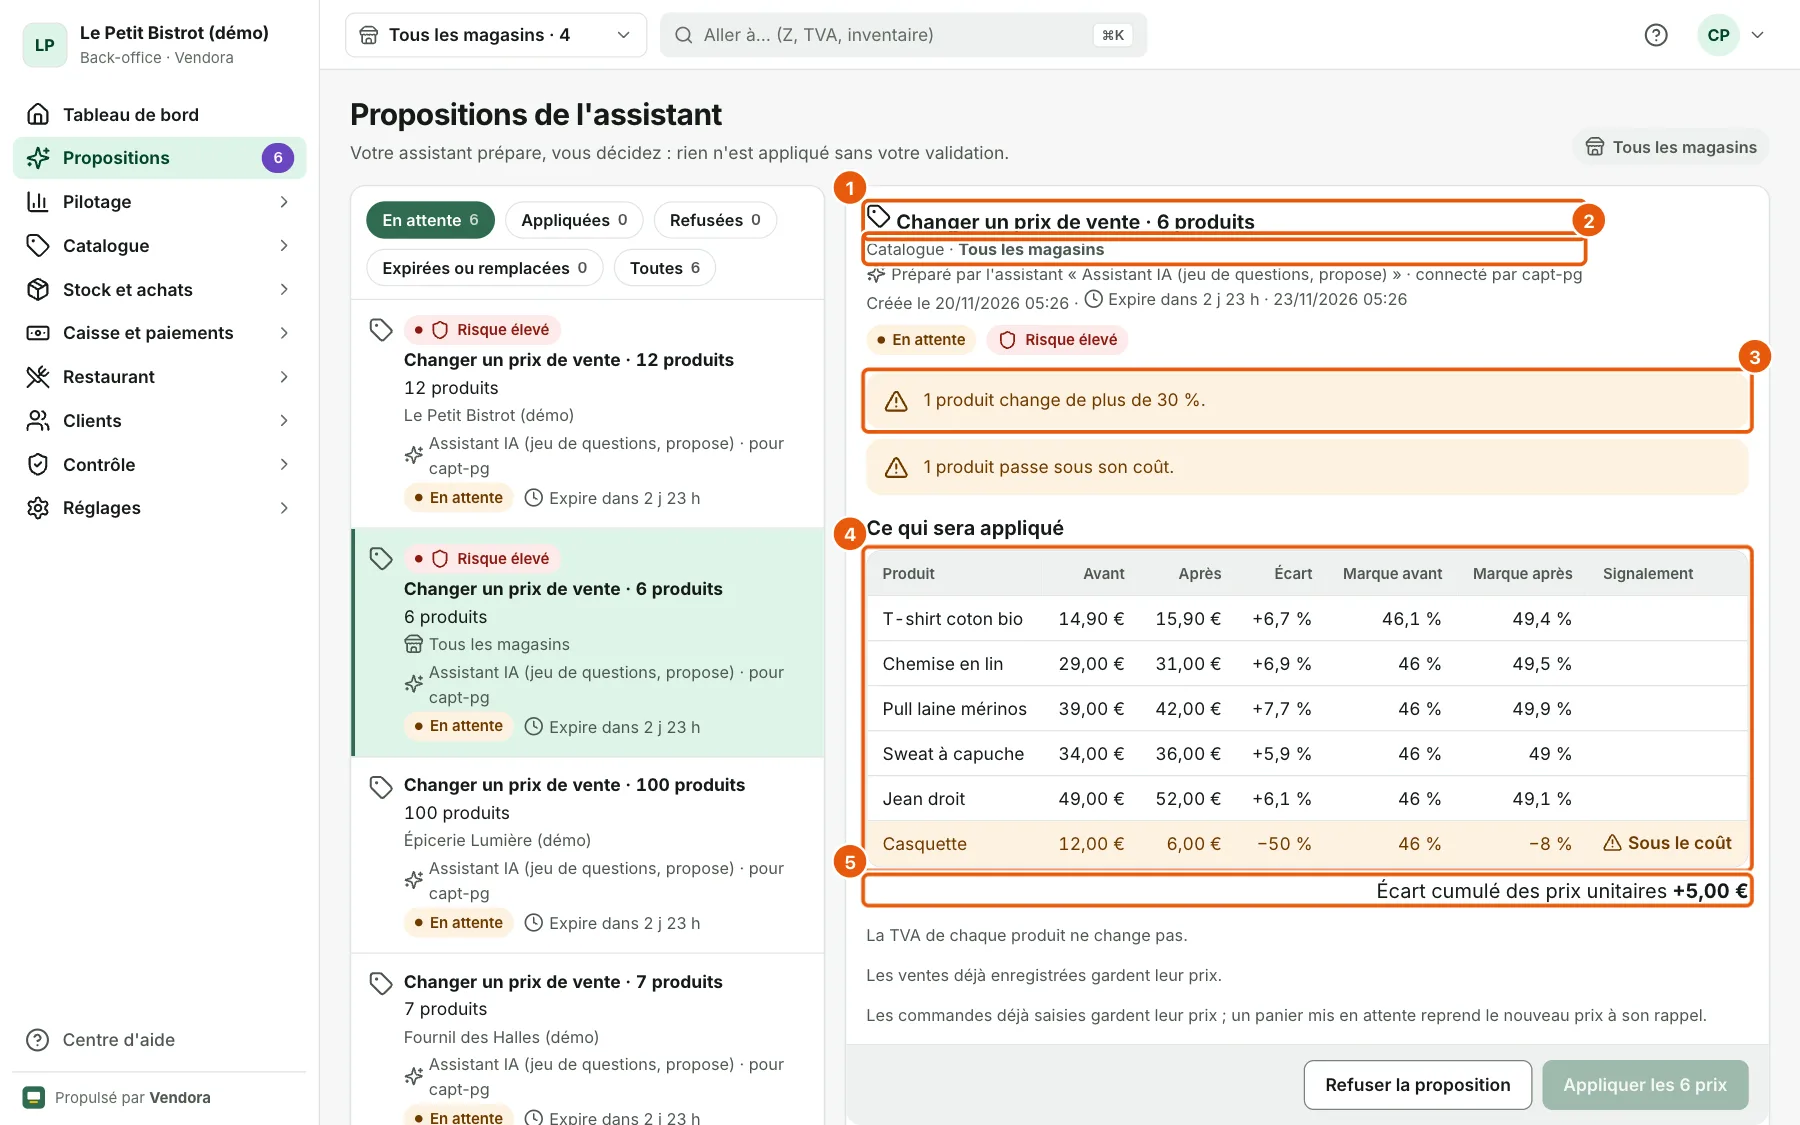 LP
Le Petit Bistrot (démo)
Back-office · Vendora
Tous les magasins · 4
Aller à... (Z, TVA, inventaire)
⌘K
CP
Tableau de bord
Propositions 6
Pilotage
Catalogue
Stock et achats
Caisse et paiements
Restaurant
Clients
Contrôle
Réglages
Centre d'aide
Propulsé par Vendora
Propositions de l'assistant
Votre assistant prépare, vous décidez : rien n'est appliqué sans votre validation.
Tous les magasins
En attente 6
Appliquées 0
Refusées 0
Expirées ou remplacées 0
Toutes 6
Risque élevé
Changer un prix de vente · 12 produits
12 produits
Le Petit Bistrot (démo)
Assistant IA (jeu de questions, propose) · pour
capt-pg
En attente Expire dans 2 j 23 h
Risque élevé
Changer un prix de vente · 6 produits
6 produits
Tous les magasins
Assistant IA (jeu de questions, propose) · pour
capt-pg
En attente Expire dans 2 j 23 h
Changer un prix de vente · 100 produits
100 produits
Épicerie Lumière (démo)
Assistant IA (jeu de questions, propose) · pour
capt-pg
En attente Expire dans 2 j 23 h
Changer un prix de vente · 7 produits
7 produits
Fournil des Halles (démo)
Assistant IA (jeu de questions, propose) · pour
capt-pg
En attente Expire dans 2 j 23 h
1
Changer un prix de vente · 6 produits
2
Catalogue · Tous les magasins
Préparé par l'assistant « Assistant IA (jeu de questions, propose) » · connecté par capt-pg
Créée le 20/11/2026 05:26 · Expire dans 2 j 23 h · 23/11/2026 05:26
En attente Risque élevé
3
1 produit change de plus de 30 %.
1 produit passe sous son coût.
4
Ce qui sera appliqué
Produit Avant Après Écart Marque avant Marque après Signalement
T-shirt coton bio 14,90 € 15,90 € +6,7 % 46,1 % 49,4 %
Chemise en lin 29,00 € 31,00 € +6,9 % 46 % 49,5 %
Pull laine mérinos 39,00 € 42,00 € +7,7 % 46 % 49,9 %
Sweat à capuche 34,00 € 36,00 € +5,9 % 46 % 49 %
Jean droit 49,00 € 52,00 € +6,1 % 46 % 49,1 %
Casquette 12,00 € 6,00 € −50 % 46 % −8 % Sous le coût
5
Écart cumulé des prix unitaires +5,00 €
La TVA de chaque produit ne change pas.
Les ventes déjà enregistrées gardent leur prix.
Les commandes déjà saisies gardent leur prix ; un panier mis en attente reprend le nouveau prix à son rappel.
Refuser la proposition
Appliquer les 6 prix